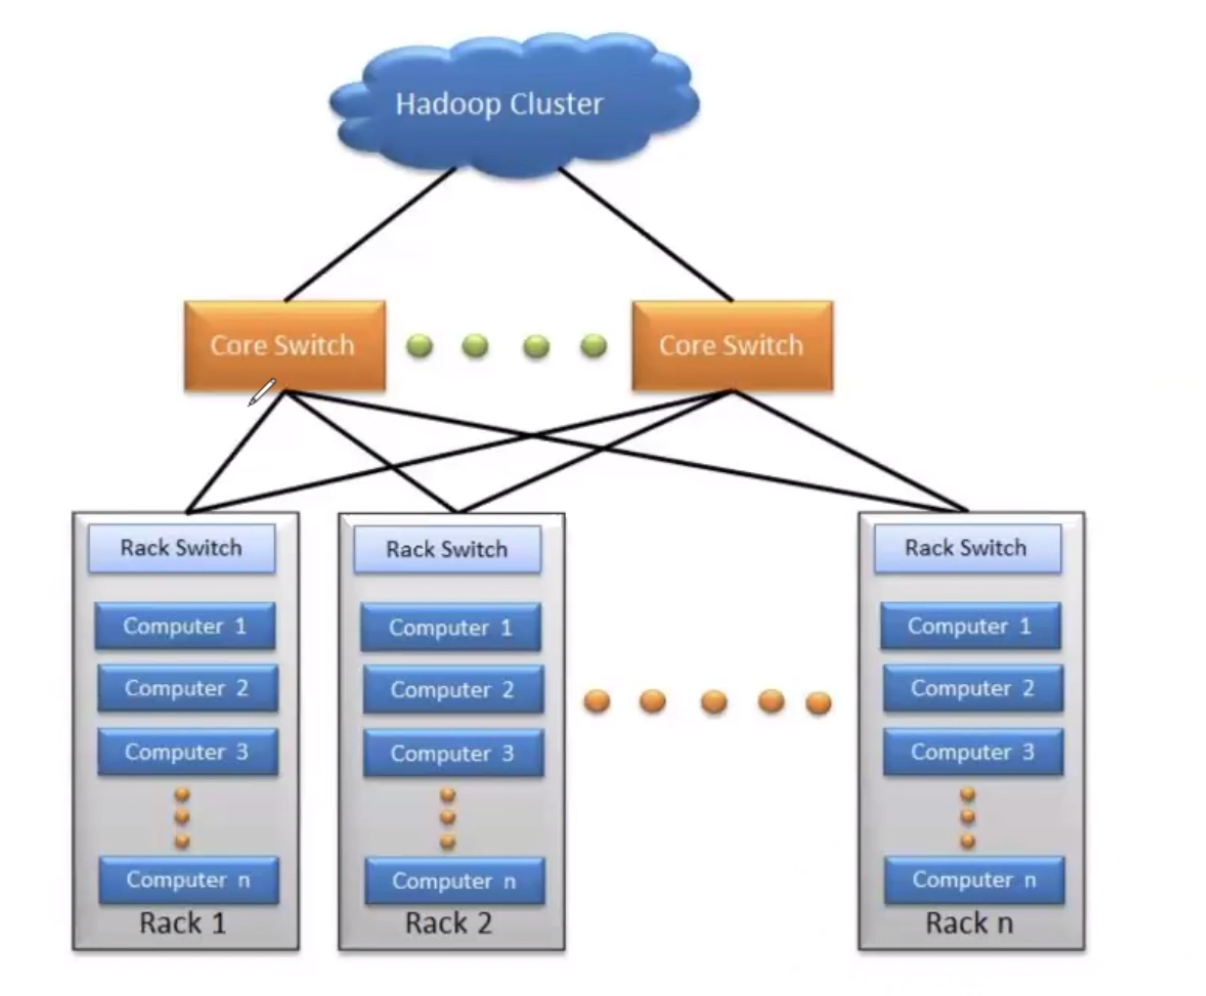 Hadoop Cluster
Core Switch
Core Switch
Rack Switch
Computer 1
Computer 2
Computer 3
Computer n
Rack 1
Rack Switch
Computer 1
Computer 2
Computer 3
Computer n
Rack 2
Rack Switch
Computer 1
Computer 2
Computer 3
Computer n
Rack n